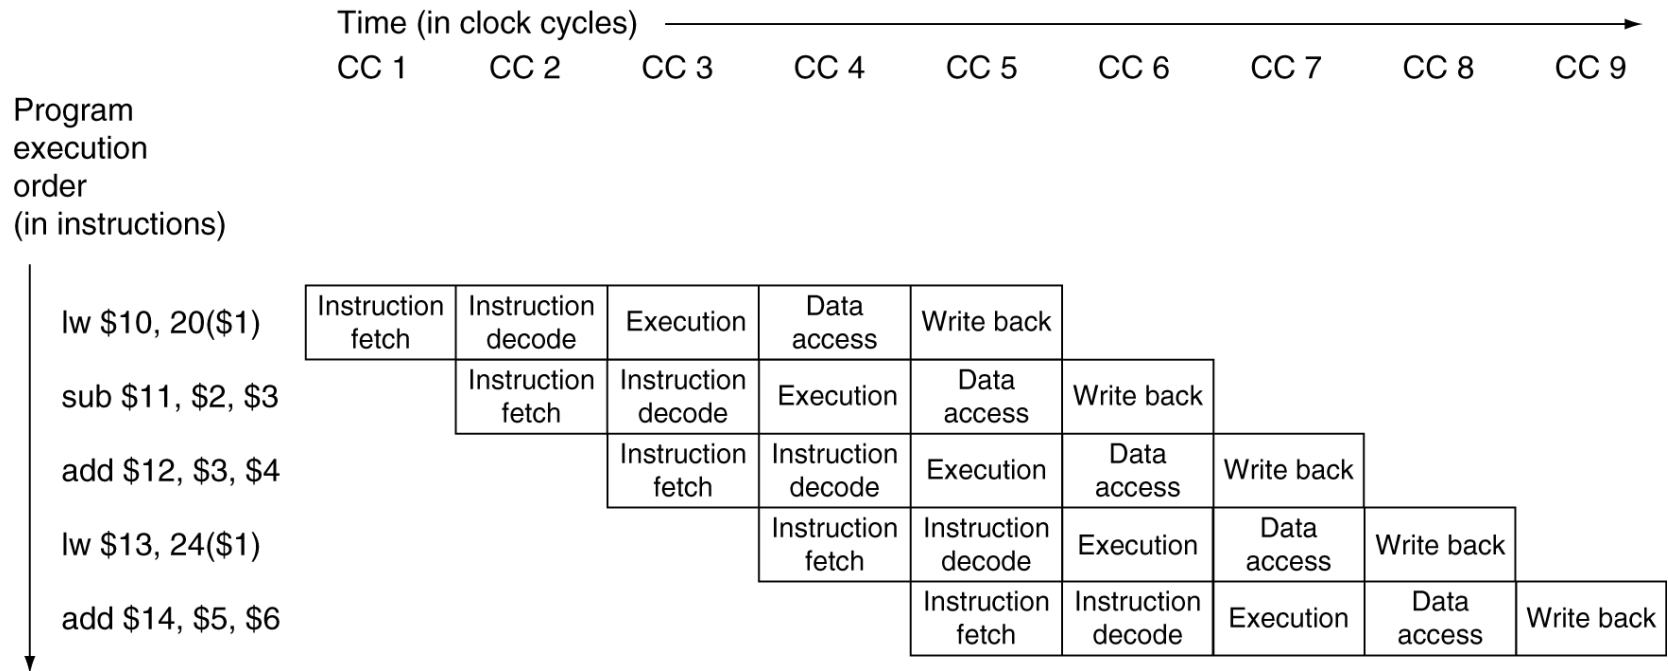 Time (in clock cycles)
CC 1 CC 2 CC 3 CC 4 CC 5 CC 6 CC 7 CC 8 CC 9
Program
execution
order
(in instructions)
lw $10, 20($1)
Instruction
fetch
Instruction
decode
Execution
Data
access
Write back
sub $11, $2, $3
Instruction
fetch
Instruction
decode
Execution
Data
access
Write back
add $12, $3, $4
Instruction
fetch
Instruction
decode
Execution
Data
access
Write back
lw $13, 24($1)
Instruction
fetch
Instruction
decode
Execution
Data
access
Write back
add $14, $5, $6
Instruction
fetch
Instruction
decode
Execution
Data
access
Write back